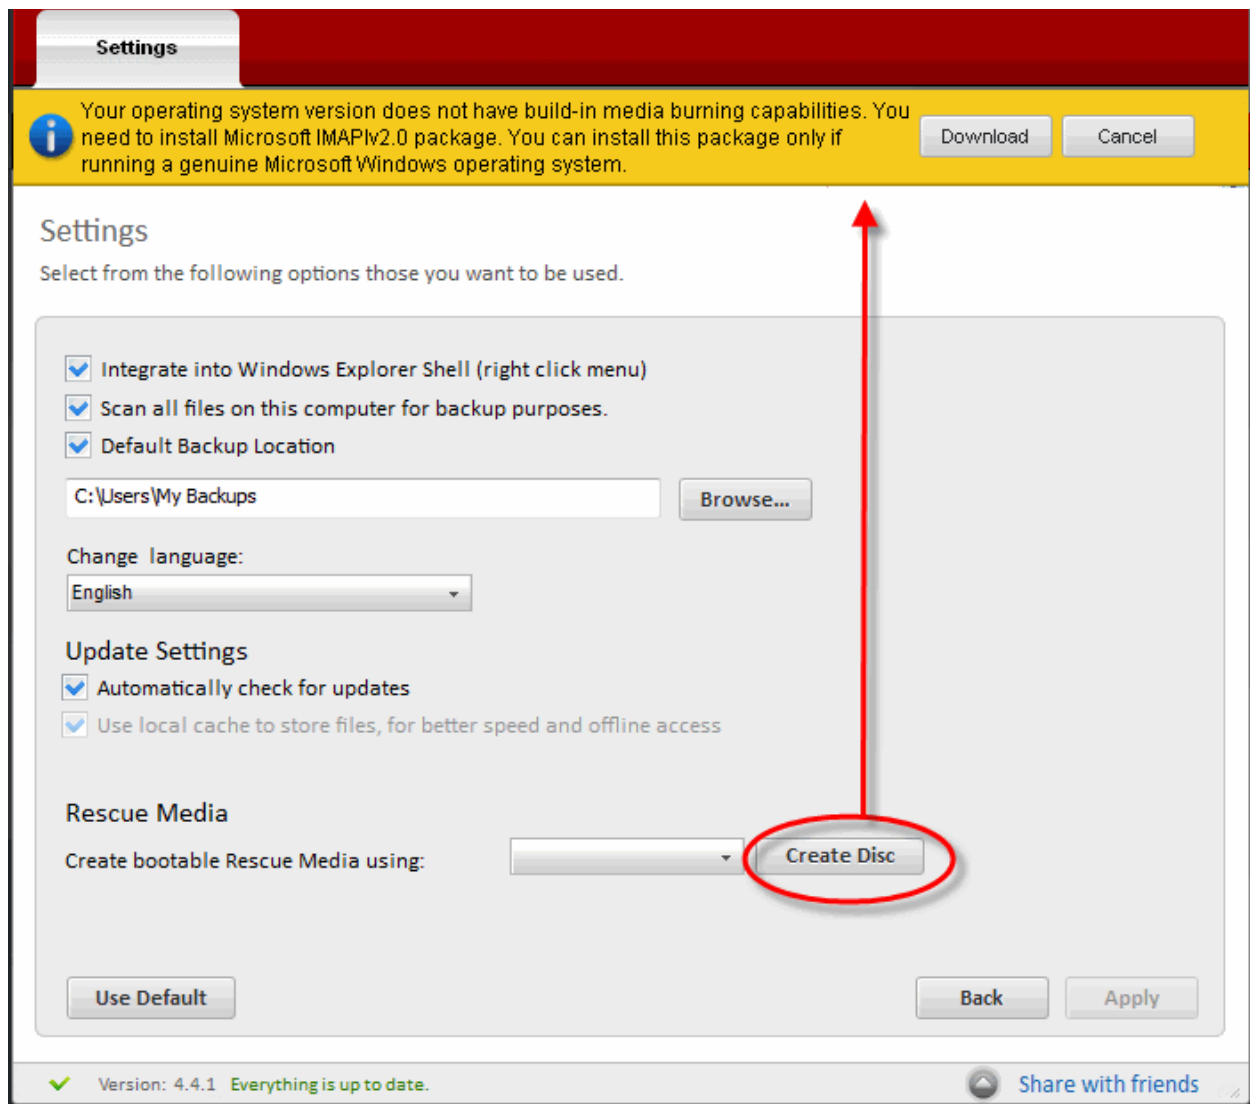 Settings
Your operating system version does not have build-in media burning capabilities. You
need to install Microsoft IMAPIv2.0 package. You can install this package only if
running a genuine Microsoft Windows operating system.
Download
Cancel
Settings
Select from the following options those you want to be used.
Integrate into Windows Explorer Shell (right click menu)
Scan all files on this computer for backup purposes.
Default Backup Location
C:\Users\My Backups
Browse...
Change language:
English
Update Settings
Automatically check for updates
Use local cache to store files, for better speed and offline access
Rescue Media
Create bootable Rescue Media using:
Create Disc
Use Default
Back
Apply
Version: 4.4.1 Everything is up to date.
Share with friends